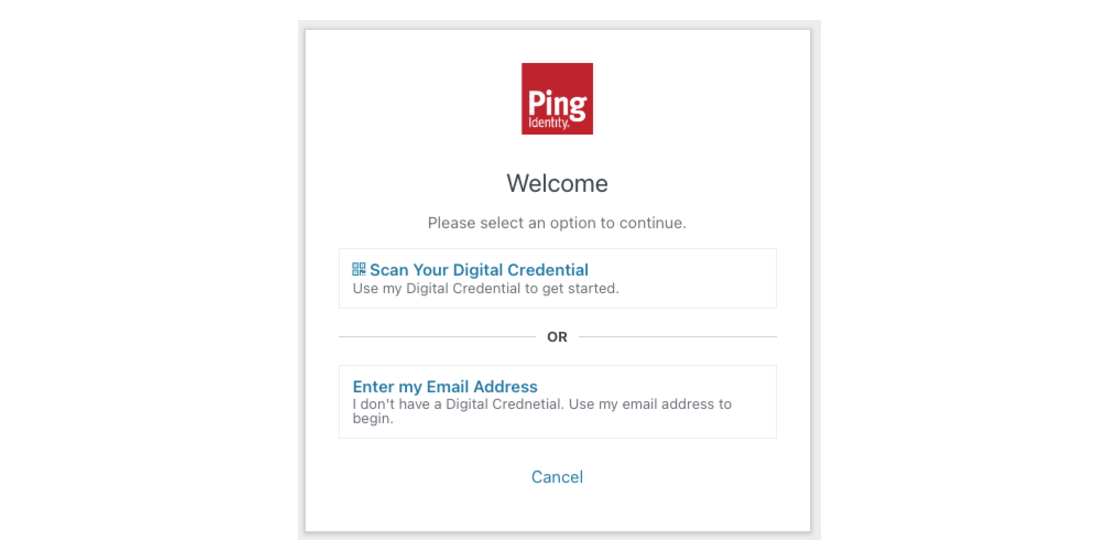 Ping
Identity.
Welcome
Please select an option to continue.
Scan Your Digital Credential
Use my Digital Credential to get started.
OR
Enter my Email Address
I don't have a Digital Crednetial. Use my email address to
begin.
Cancel